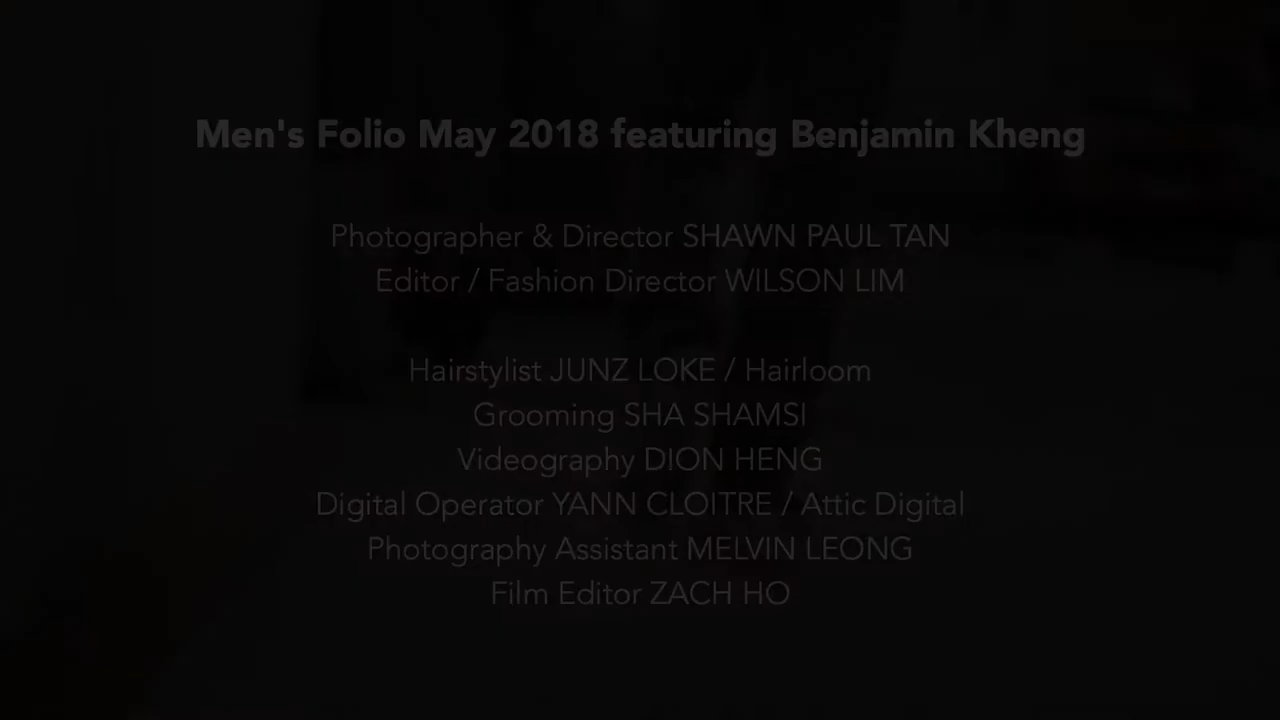 Men's Folio May 2018 featuring Benjamin Kheng
Photographer & Director SHAWN PAUL TAN
Editor / Fashion Director WILSON LIM
Hairstylist JUNZ LOKE / Hairloom
Grooming SHA SHAMSI
Videography DION HENG
Digital Operator YANN CLOITRE / Attic Digital
Photography Assistant MELVIN LEONG
Film Editor ZACH HO